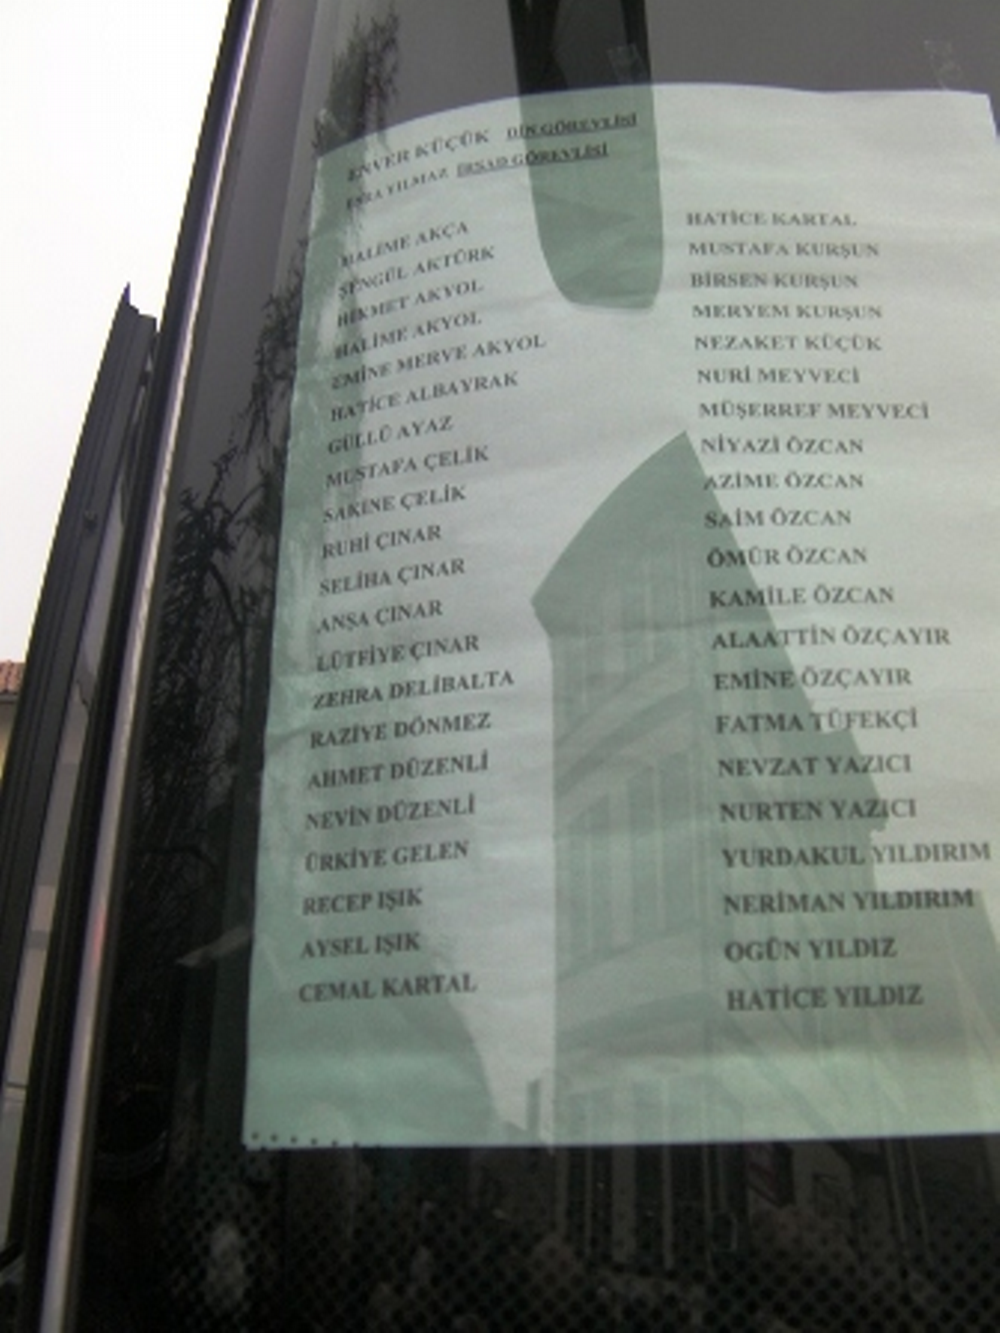 ENVER KÜÇÜK DİN GÖREVLİSİ
ESRA YILMAZ İRŞAD GÖREVLİSİ
HALİME AKÇA
ŞENGÜL AKTÜRK
HİKMET AKYOL
HALİME AKYOL
EMİNE MERVE AKYOL
HATİCE ALBAYRAK
GÜLLÜ AYAZ
MUSTAFA ÇELİK
SAKİNE ÇELİK
RUHİ ÇINAR
SELİHA ÇINAR
ANŞA ÇINAR
LÜTFİYE ÇINAR
ZEHRA DELİBALTA
RAZİYE DÖNMEZ
AHMET DÜZENLİ
NEVİN DÜZENLİ
ÜRKİYE GELEN
RECEP IŞIK
AYSEL IŞIK
CEMAL KARTAL
HATİCE KARTAL
MUSTAFA KURŞUN
BİRSEN KURŞUN
MERYEM KURŞUN
NEZAKET KÜÇÜK
NURİ MEYVECİ
MÜŞERREF MEYVECİ
NİYAZİ ÖZCAN
AZİME ÖZCAN
SAİM ÖZCAN
ÖMÜR ÖZCAN
KAMİLE ÖZCAN
ALAATTİN ÖZÇAYIR
EMİNE ÖZÇAYIR
FATMA TÜFEKÇİ
NEVZAT YAZICI
NURTEN YAZICI
YURDAKUL YILDIRIM
NERİMAN YILDIRIM
OGÜN YILDIZ
HATİCE YILDIZ